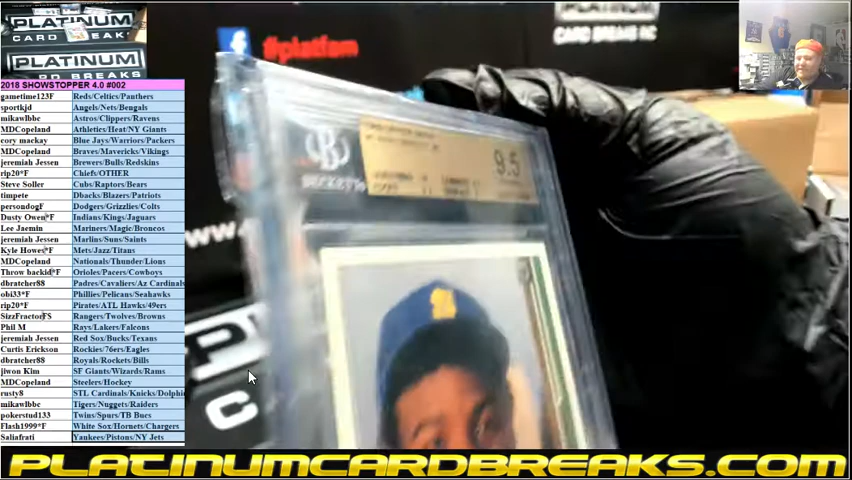 PLATINUM
CARD BREAKS
PLATINUM
CARD BREAKS
#platfam
PLATINUM
CARD BREAKS
2018 SHOWSTOPPER 4.0 #002
gametime123F Reds/Celtics/Panthers
sportkjd Angels/Nets/Bengals
mikawlbbc Astros/Clippers/Ravens
MDCopeland Athletics/Heat/NY Giants
cory mackay Blue Jays/Warriors/Packers
MDCopeland Braves/Mavericks/Vikings
jeremiah Jessen Brewers/Bulls/Redskins
rip20*F Chiefs/OTHER
Steve Soller Cubs/Raptors/Bears
timpete Dbacks/Blazers/Patriots
persondogF Dodgers/Grizzlies/Colts
Dusty Owen*F Indians/Kings/Jaguars
Lee Jaemin Mariners/Magic/Broncos
jeremiah Jessen Marlins/Suns/Saints
Kyle Howes*F Mets/Jazz/Titans
MDCopeland Nationals/Thunder/Lions
Throw backid*F Orioles/Pacers/Cowboys
dbratcher88 Padres/Cavaliers/Az Cardinals
obi33*F Phillies/Pelicans/Seahawks
rip20*F Pirates/ATL Hawks/49ers
SizzFractorFS Rangers/Twolves/Browns
Phil M Rays/Lakers/Falcons
jeremiah Jessen Red Sox/Bucks/Texans
Curtis Erickson Rockies/76ers/Eagles
dbratcher88 Royals/Rockets/Bills
jiwon Kim SF Giants/Wizards/Rams
MDCopeland Steelers/Hockey
rusty8 STL Cardinals/Knicks/Dolphi
mikawlbbc Tigers/Nuggets/Raiders
pokerstud133 Twins/Spurs/TB Bucs
Flash1999*F White Sox/Hornets/Chargers
Saliafrati Yankees/Pistons/NY Jets
BECKETT
9.5
www.
PLATINUMCARDBREAKS.COM